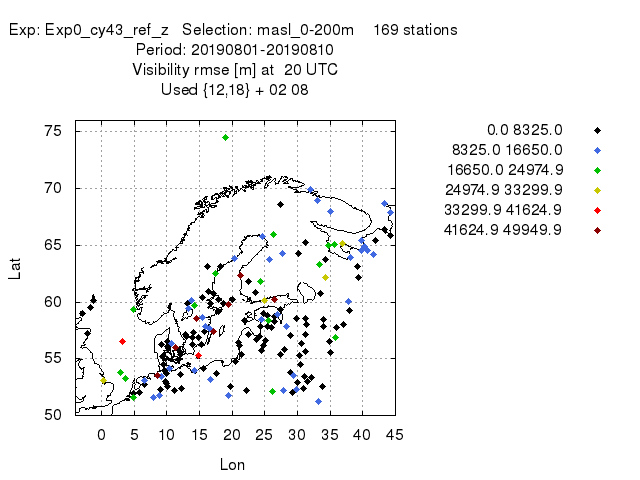 Exp: Exp0_cy43_ref_z   Selection: masl_0-200m    169 stations
Period: 20190801-20190810
Visibility rmse [m] at  20 UTC
Used {12,18} + 02 08
0.0 8325.0
8325.0 16650.0
16650.0 24974.9
24974.9 33299.9
33299.9 41624.9
41624.9 49949.9
75
70
65
60
55
50
Lat
0 5 10 15 20 25 30 35 40 45
Lon